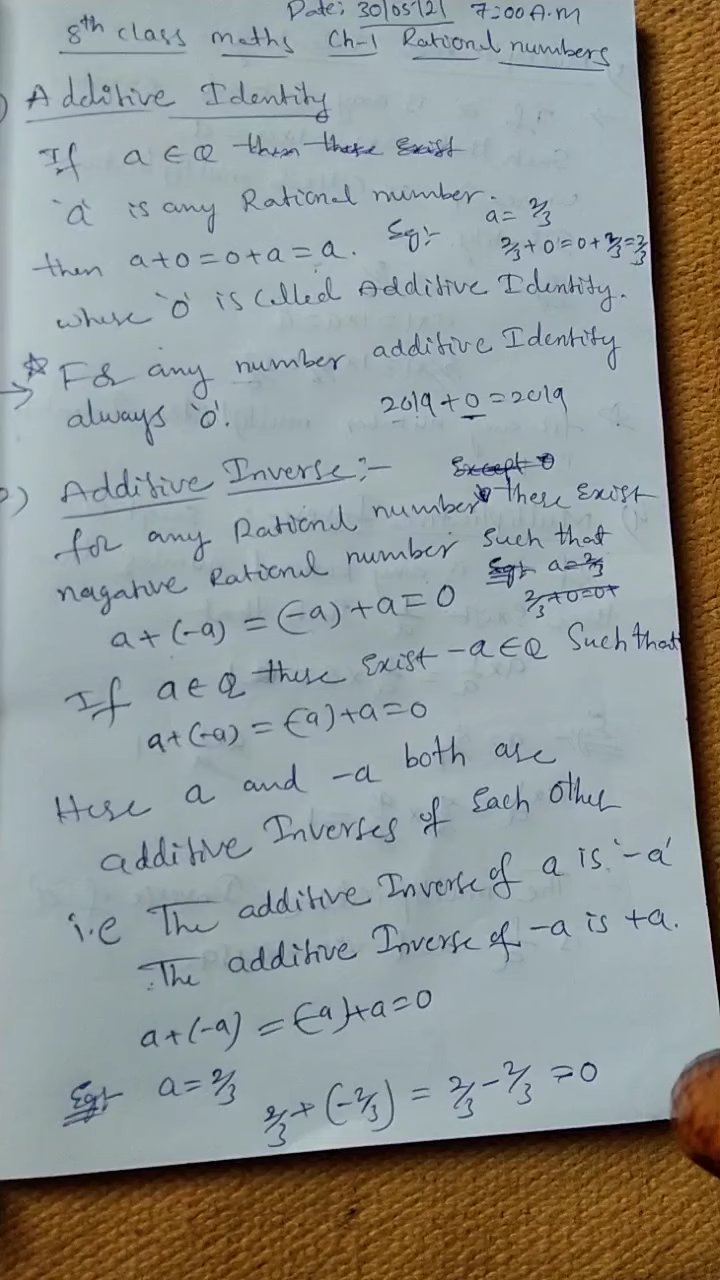 Date: 30/05/21 7:00 A.M
8th class maths Ch-1 Rational numbers
) Additive Identity
If a ∈ Q then there Exist
'a' is any Rational number.
then a+0=0+a=a. Eg:- a= 2/3
2/3+0=0+2/3=2/3
where '0' is called Additive Identity.
☆ → For any number additive Identity
always '0'. 2019+0=2019
2) Additive Inverse:- Except 0
for any Rational number there Exist
nagative Rational number such that
Eg:- a=2/3
a+(-a) = (-a)+a=0 2/3+0=0+
If a∈Q there Exist -a∈Q Such that
a+(-a) = (-a)+a=0
Here a and -a both are
additive Inverses of Each other
i.e The additive Inverse of a is '-a'
The additive Inverse of -a is +a.
a+(-a) = (-a)+a=0
Eg:- a=2/3 2/3+(-2/3) = 2/3-2/3=0